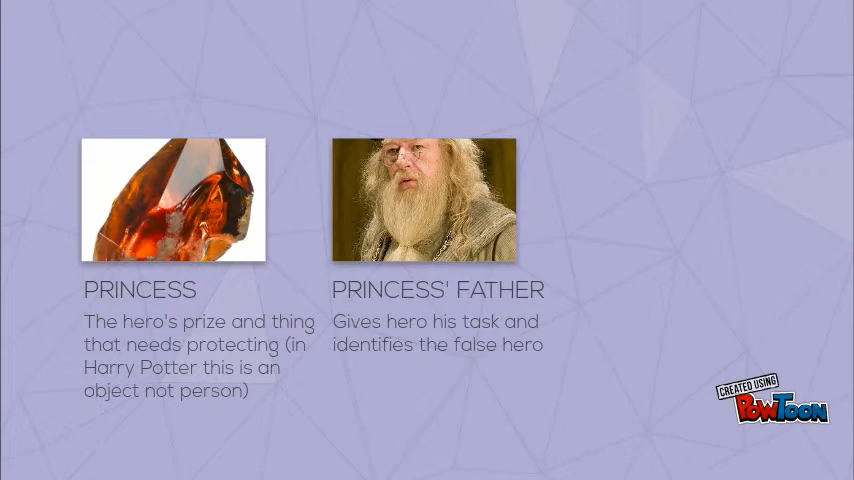 PRINCESS
The hero's prize and thing
that needs protecting (in
Harry Potter this is an
object not person)
PRINCESS' FATHER
Gives hero his task and
identifies the false hero
CREATED USING
POWTOON